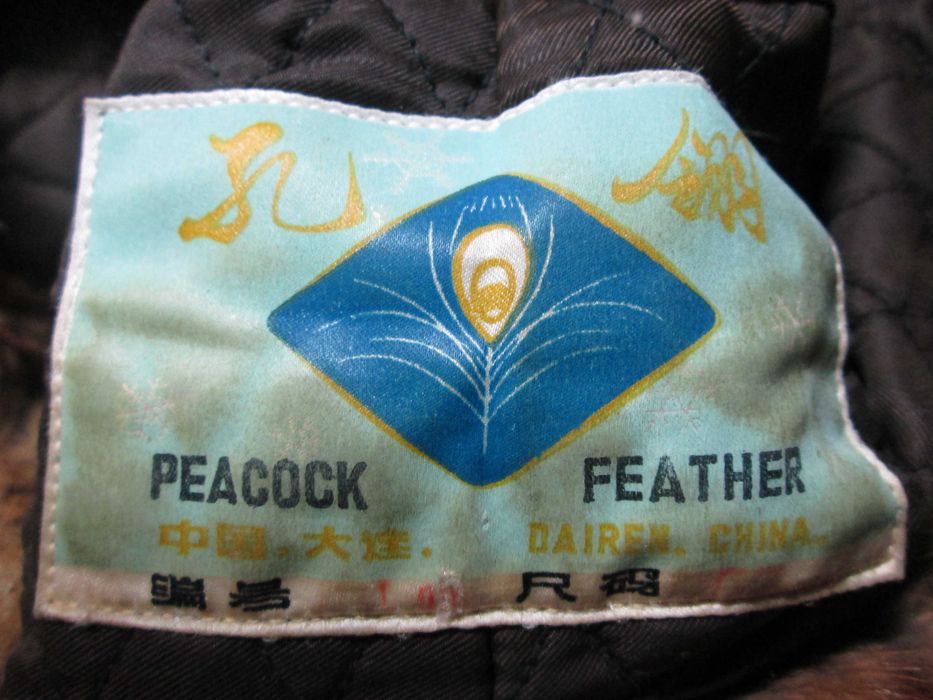 孔 翎
PEACOCK FEATHER
中国.大连. DAIREN. CHINA.
编号 尺码